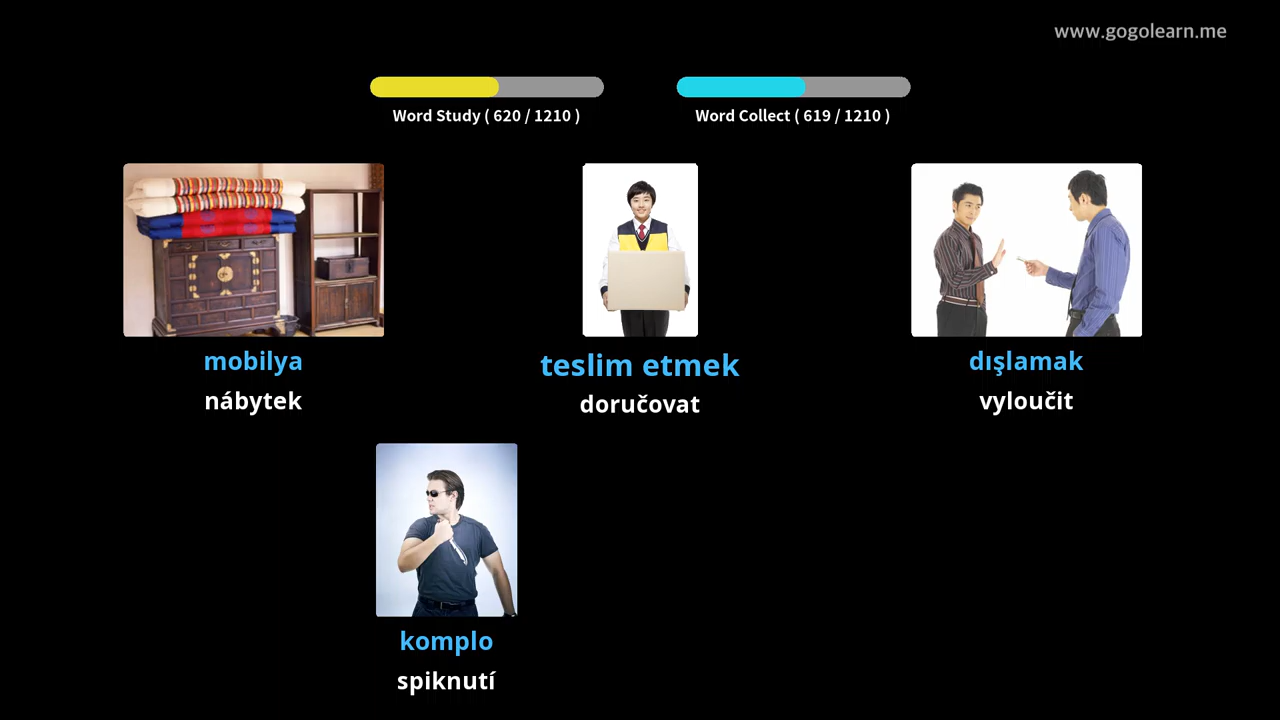 www.gogolearn.me
Word Study ( 620 / 1210 )
Word Collect ( 619 / 1210 )
mobilya
nábytek
teslim etmek
doručovat
dışlamak
vyloučit
komplo
spiknutí